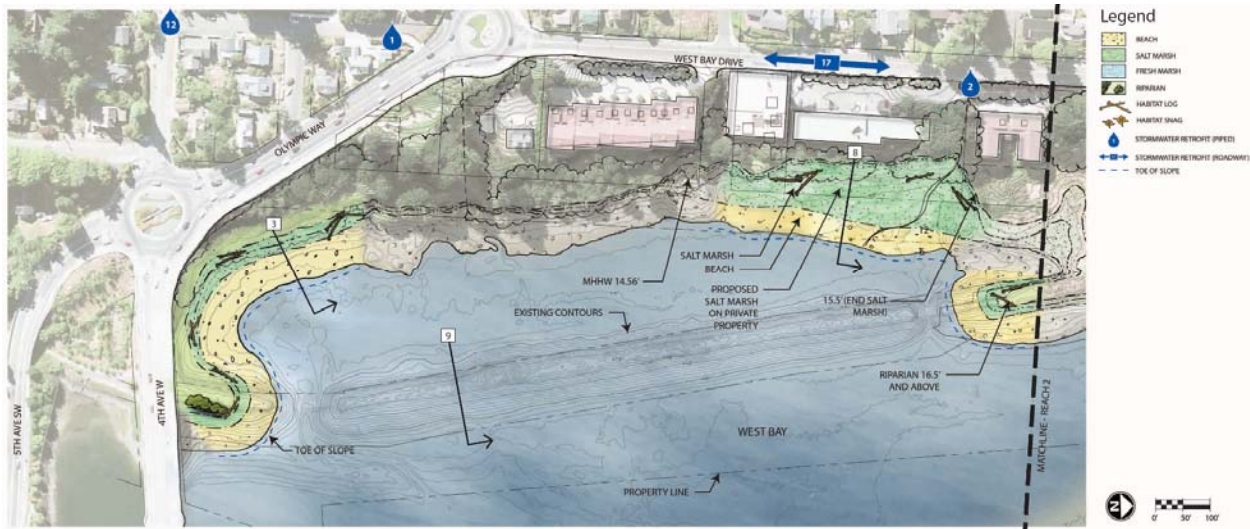 12
1
WEST BAY DRIVE
17
2
OLYMPIC WAY
8
3
SALT MARSH
BEACH
MHHW 14.56'
PROPOSED
SALT MARSH
ON PRIVATE
PROPERTY
15.5' (END SALT
MARSH)
EXISTING CONTOURS
9
RIPARIAN 16.5'
AND ABOVE
5TH AVE SW
4TH AVE W
TOE OF SLOPE
WEST BAY
PROPERTY LINE
MATCHLINE - REACH 2
Legend
BEACH
SALT MARSH
FRESH MARSH
RIPARIAN
HABITAT LOG
HABITAT SNAG
STORMWATER RETROFIT (PIPED)
STORMWATER RETROFIT (ROADWAY)
TOE OF SLOPE
N
0' 50' 100'